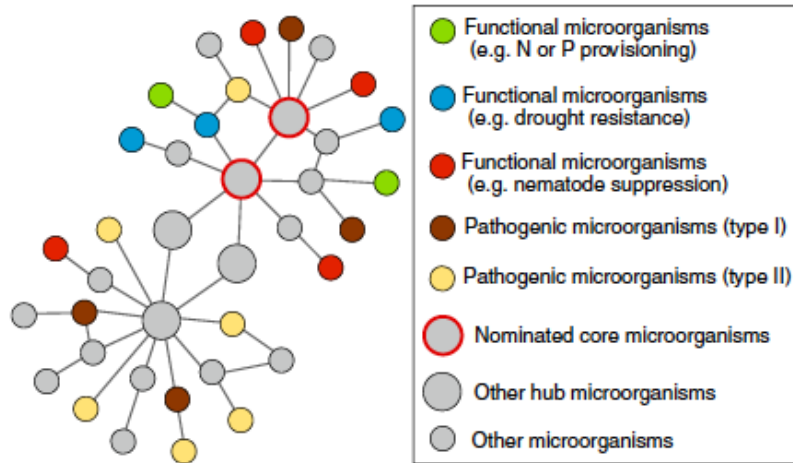 Functional microorganisms
(e.g. N or P provisioning)
Functional microorganisms
(e.g. drought resistance)
Functional microorganisms
(e.g. nematode suppression)
Pathogenic microorganisms (type I)
Pathogenic microorganisms (type II)
Nominated core microorganisms
Other hub microorganisms
Other microorganisms